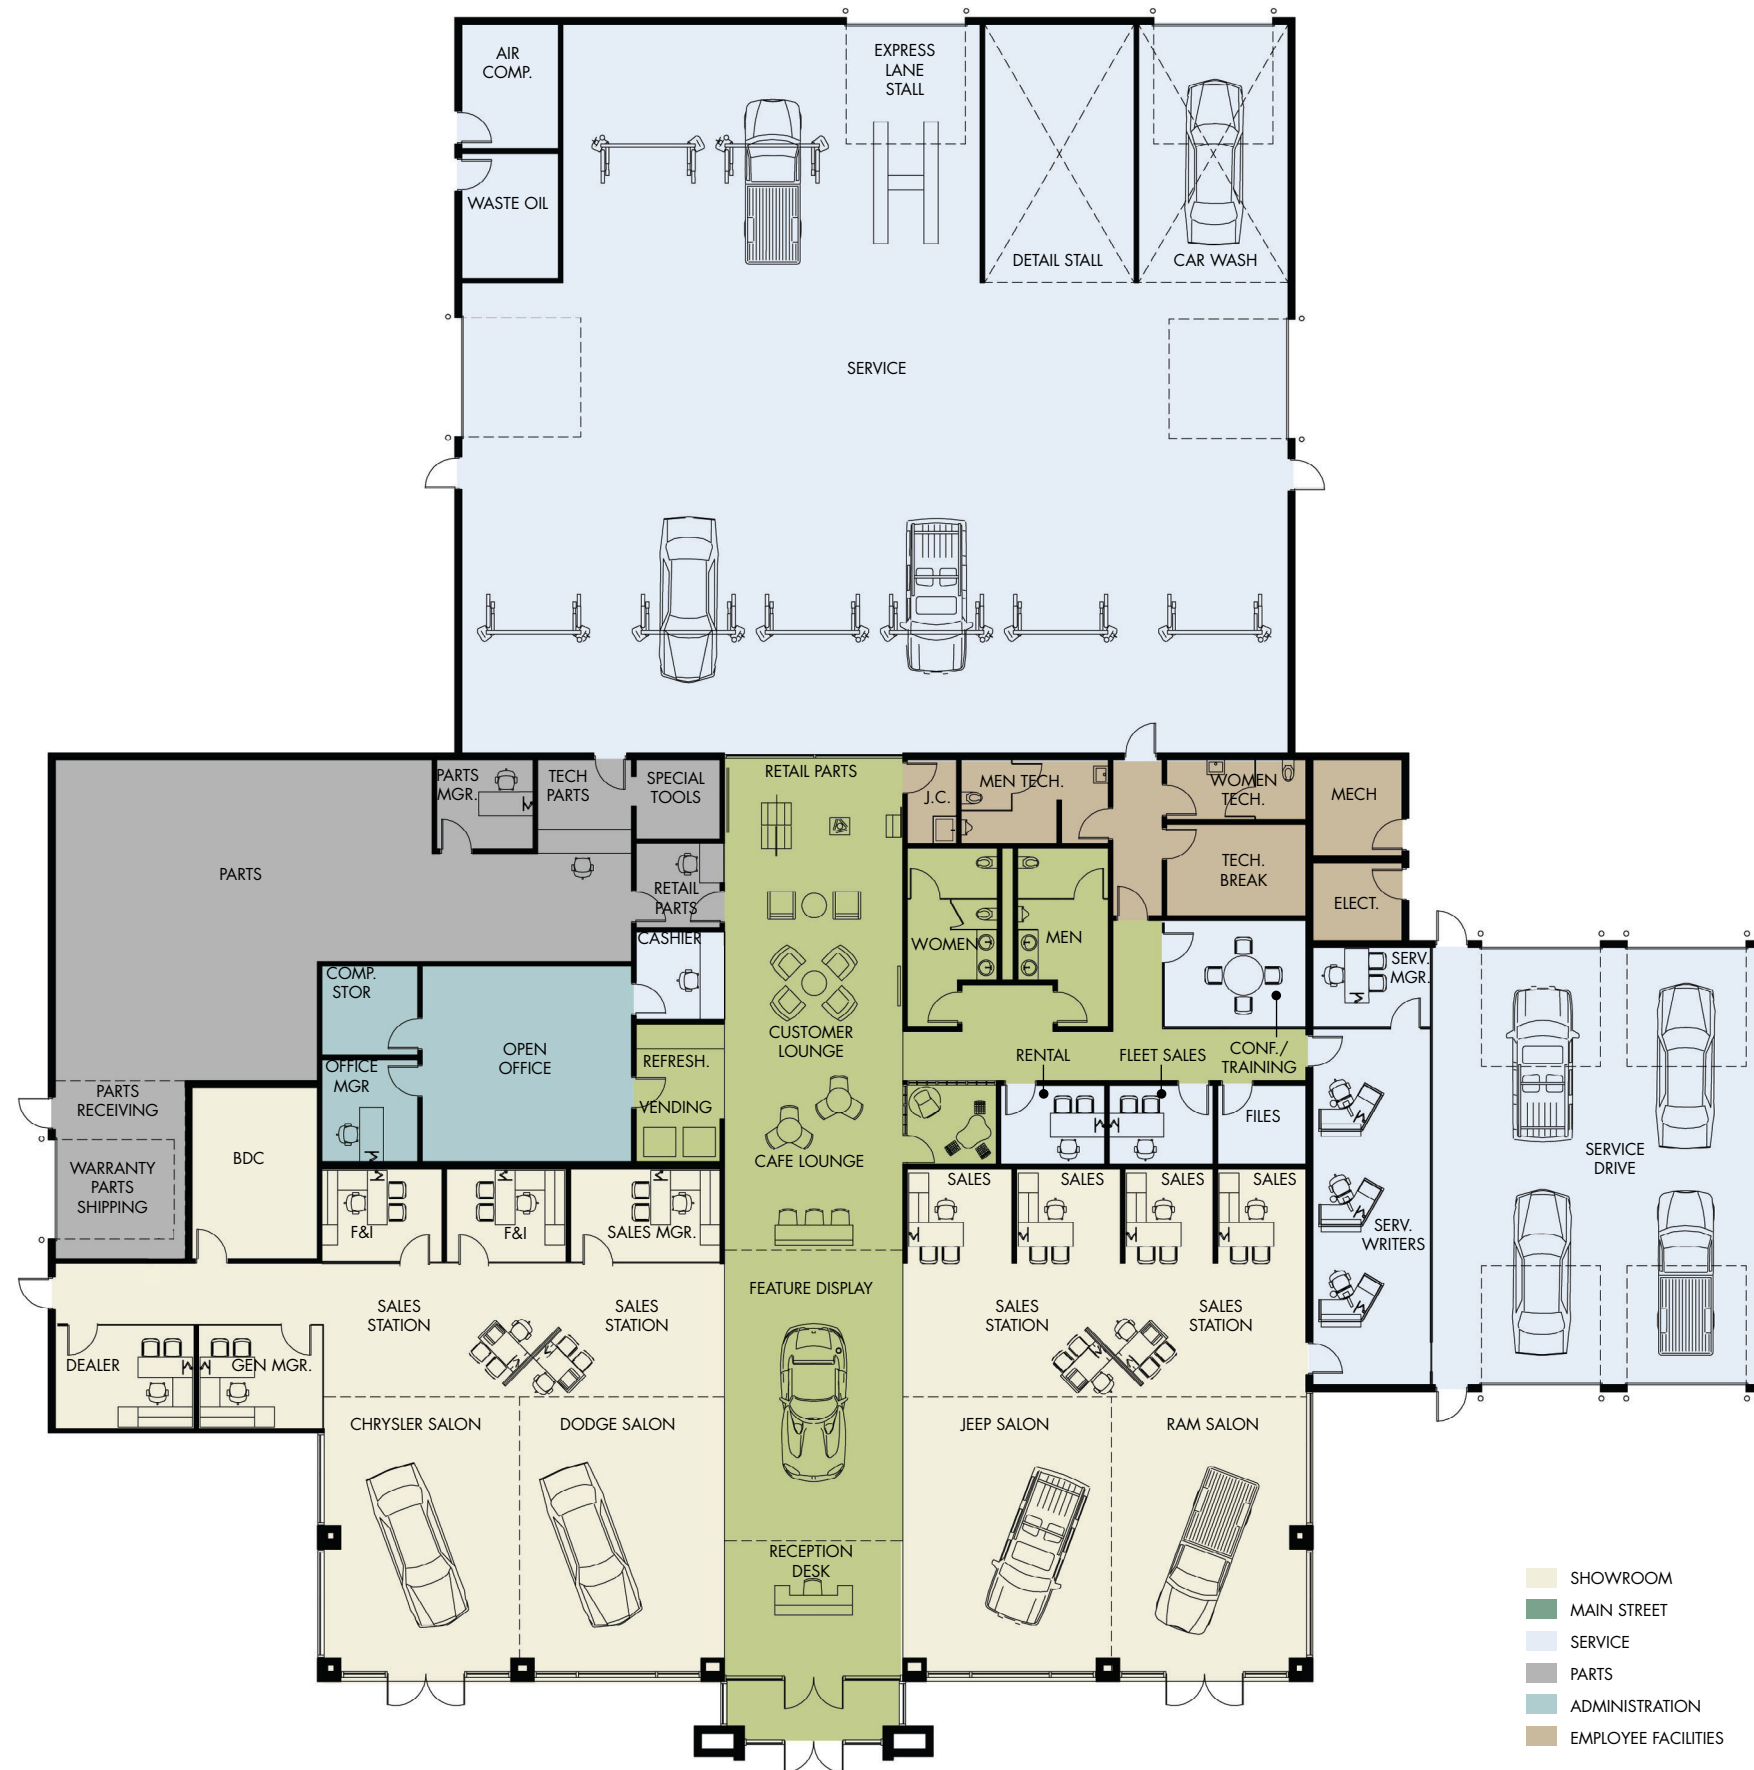 AIR
COMP.
EXPRESS
LANE
STALL
WASTE OIL
DETAIL STALL
CAR WASH
SERVICE
PARTS
MGR.
TECH
PARTS
SPECIAL
TOOLS
RETAIL PARTS
J.C.
MEN TECH.
WOMEN
TECH.
MECH
PARTS
RETAIL
PARTS
TECH.
BREAK
ELECT.
CASHIER
WOMEN
MEN
COMP.
STOR
SERV.
MGR.
OPEN
OFFICE
CUSTOMER
LOUNGE
OFFICE
MGR
REFRESH.
RENTAL
FLEET SALES
CONF./
TRAINING
PARTS
RECEIVING
VENDING
FILES
BDC
CAFE LOUNGE
WARRANTY
PARTS
SHIPPING
SERVICE
DRIVE
SALES
SALES
SALES
SALES
F&I
F&I
SALES MGR.
SERV.
WRITERS
FEATURE DISPLAY
SALES
STATION
SALES
STATION
SALES
STATION
SALES
STATION
DEALER
GEN MGR.
CHRYSLER SALON
DODGE SALON
JEEP SALON
RAM SALON
RECEPTION
DESK
SHOWROOM
MAIN STREET
SERVICE
PARTS
ADMINISTRATION
EMPLOYEE FACILITIES